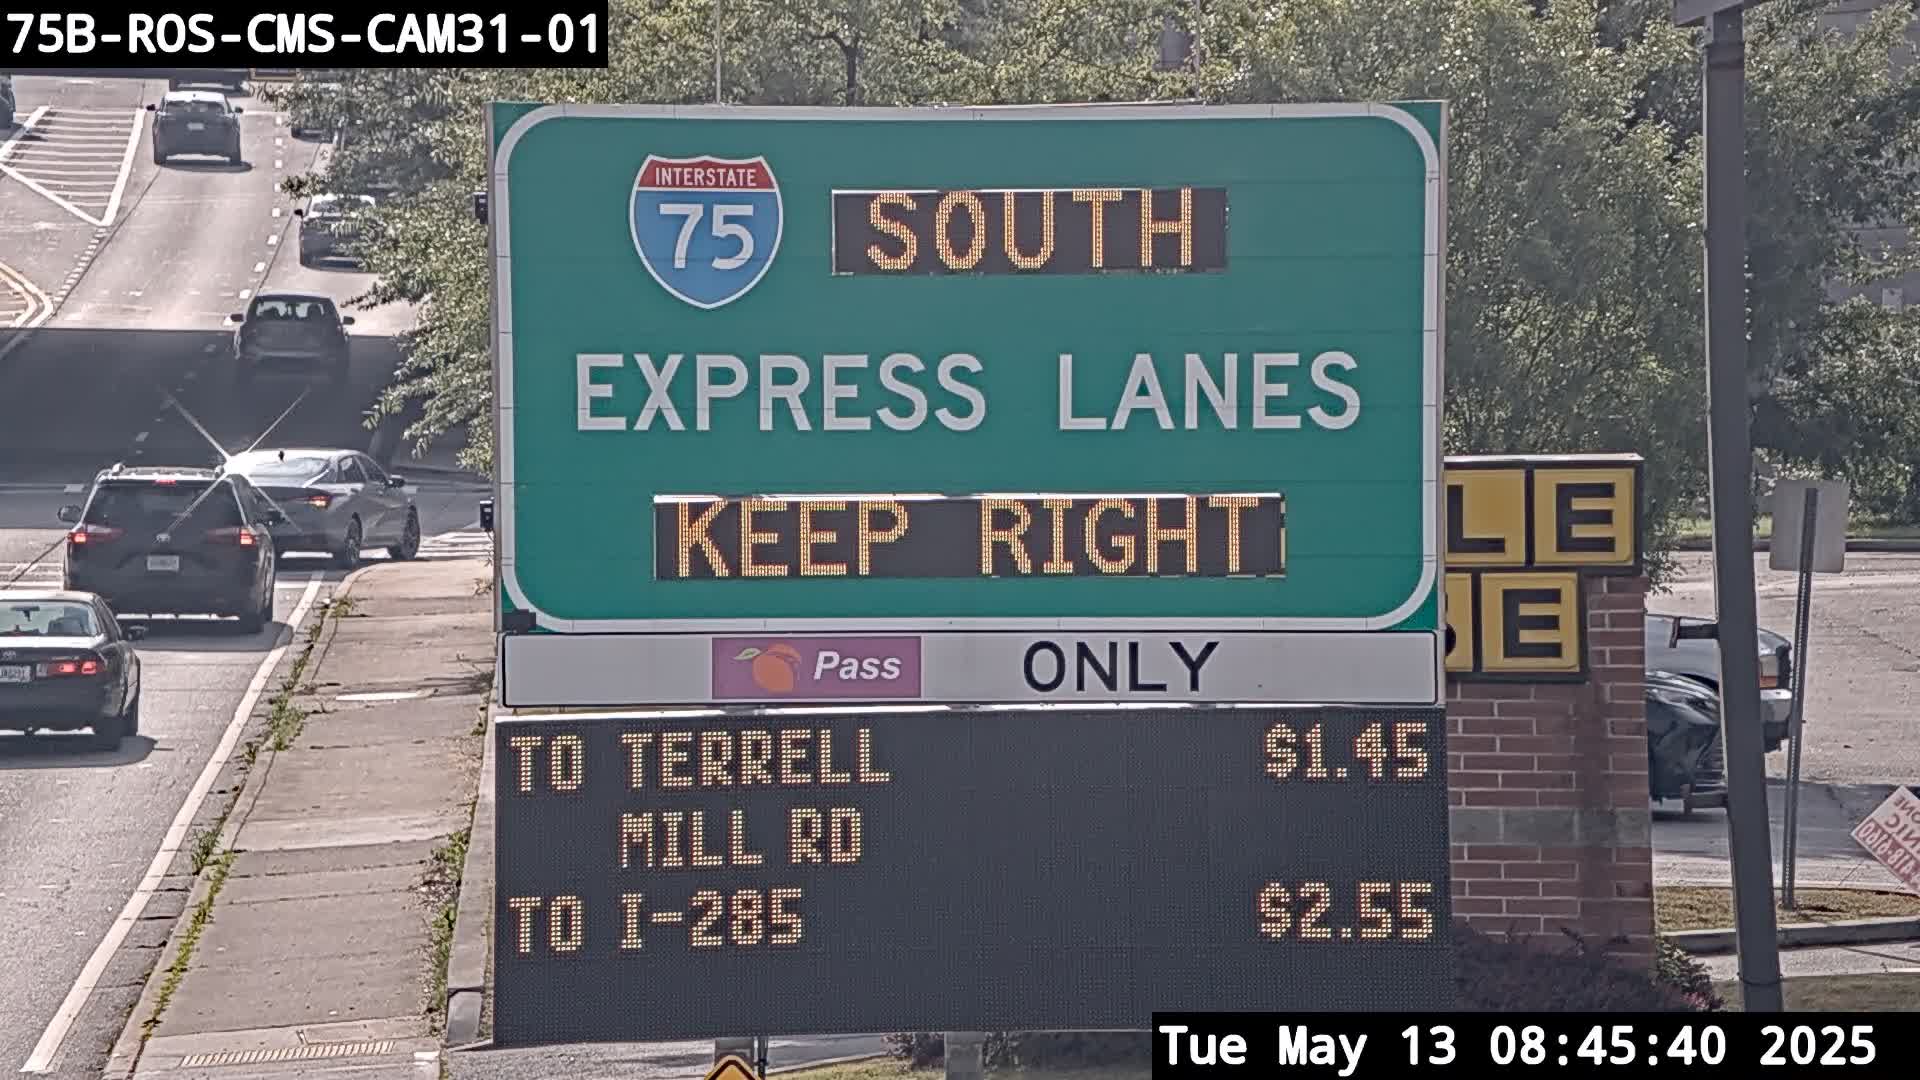 75B-ROS-CMS-CAM31-01
INTERSTATE
75
SOUTH
EXPRESS LANES
KEEP RIGHT
Pass ONLY
TO TERRELL $1.45
MILL RD
TO I-285 $2.55
LE
E
Tue May 13 08:45:40 2025